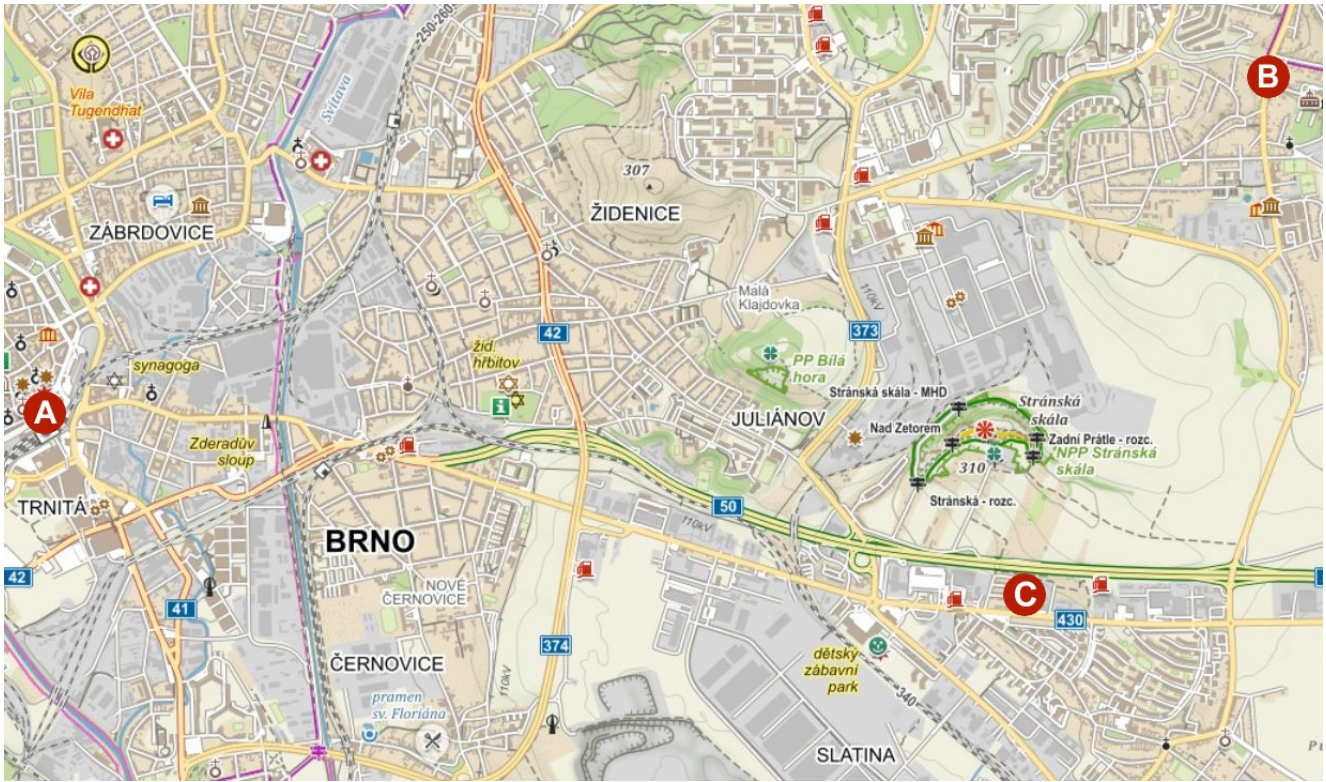 250-260
B
Vila
Tugendhat
Svitava
307
ŽIDENICE
ZÁBRDOVICE
Malá
Klajdovka
110kV
42
373
synagoga
žid.
hřbitov
PP Bílá
hora
Stránská skála - MHD
Stránská
skála
A
JULIÁNOV
Nad Zetorem
Zadní Prátle - rozc.
NPP Stránská
skála
310
Zderadův
sloup
i
Stránská - rozc.
TRNITÁ
50
110kV
BRNO
42
NOVÉ
ČERNOVICE
C
41
430
374
dětský
zábavní
park
ČERNOVICE
110kV
340
pramen
sv. Floriána
SLATINA